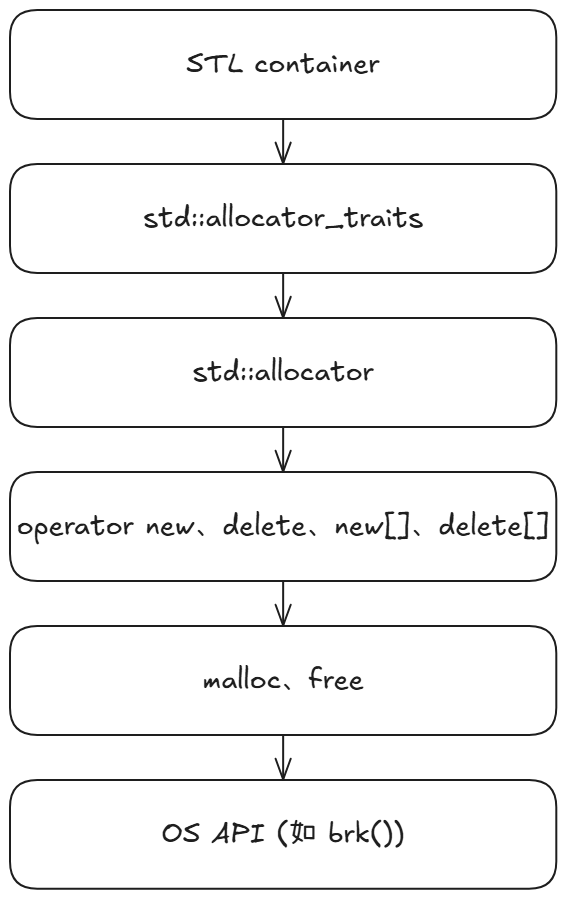 STL container
std::allocator_traits
std::allocator
operator new、delete、new[]、delete[]
malloc、free
OS API (如 brk())